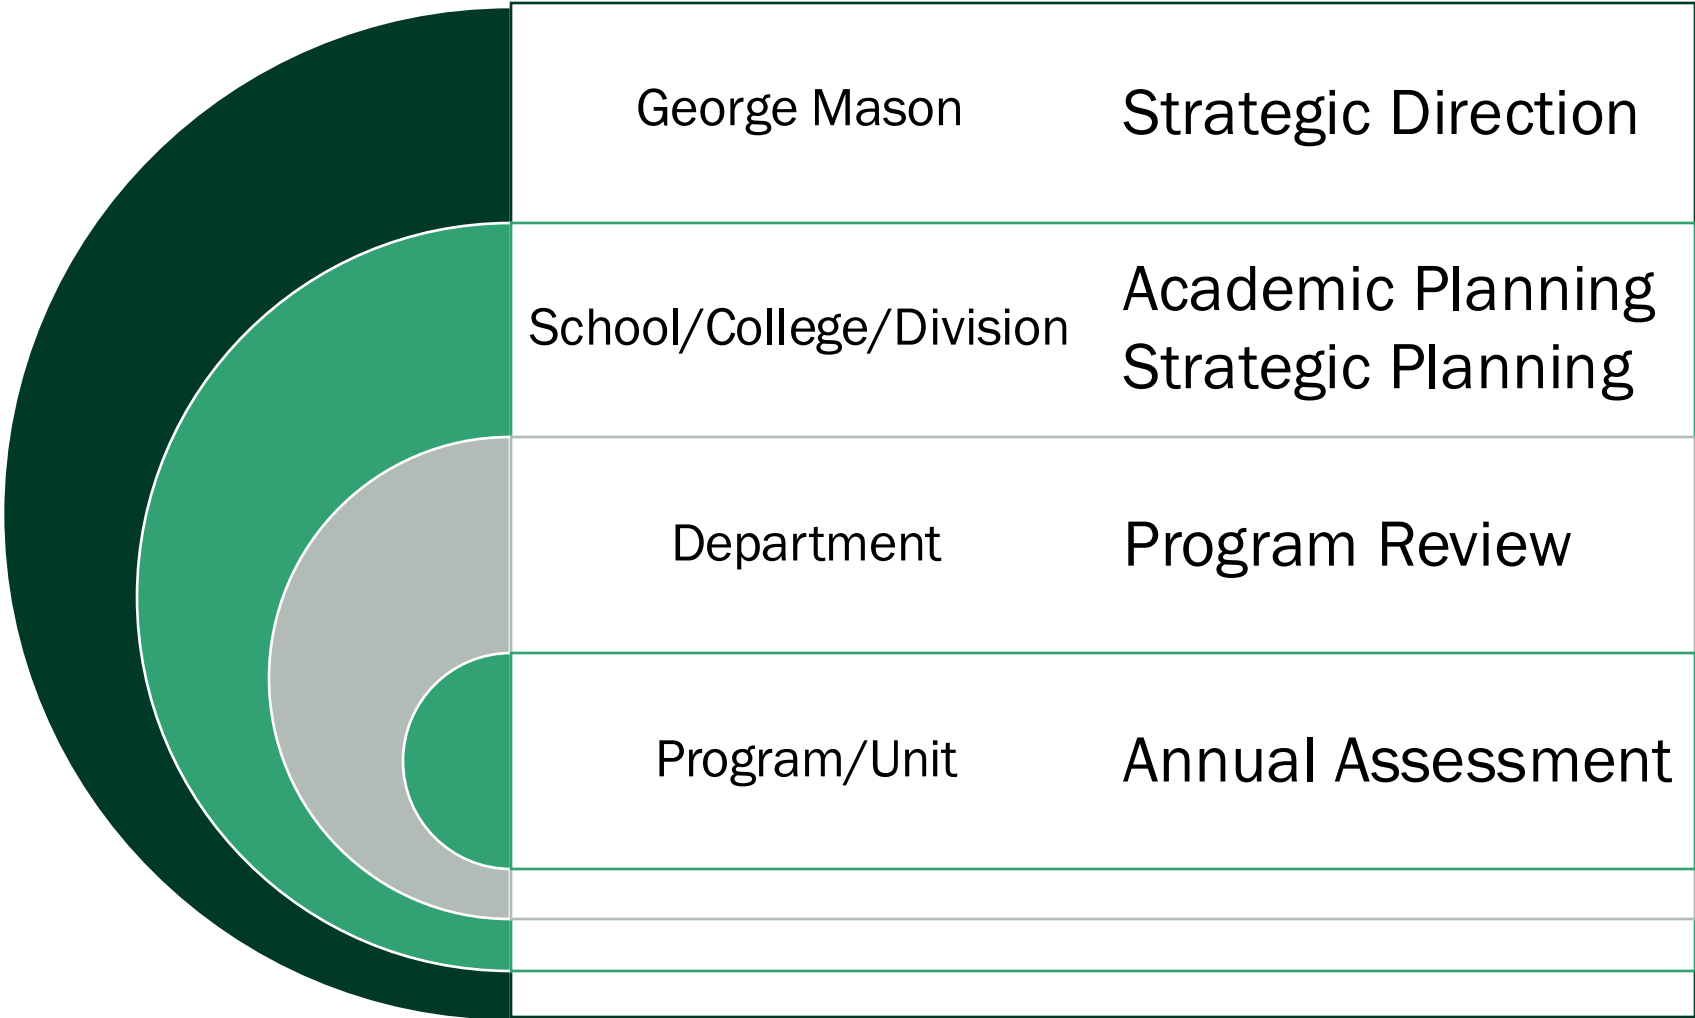 George Mason
Strategic Direction
School/College/Division
Academic Planning
Strategic Planning
Department
Program Review
Program/Unit
Annual Assessment